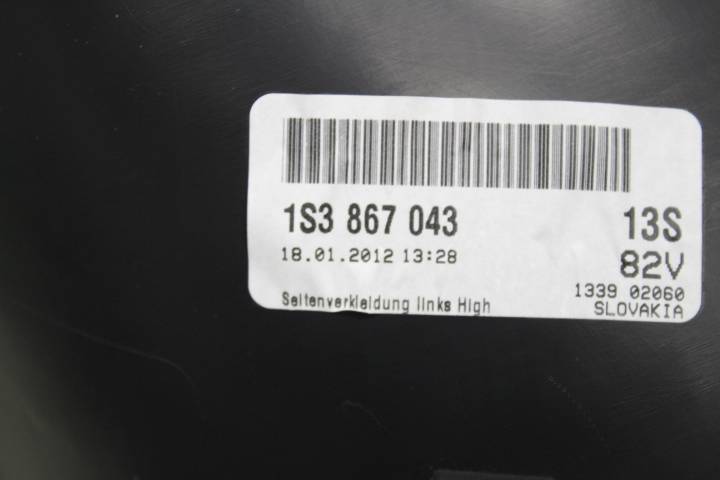 1S3 867 043 13S
18.01.2012 13:28 82V
1339 02060
Seitenverkleidung links High SLOVAKIA